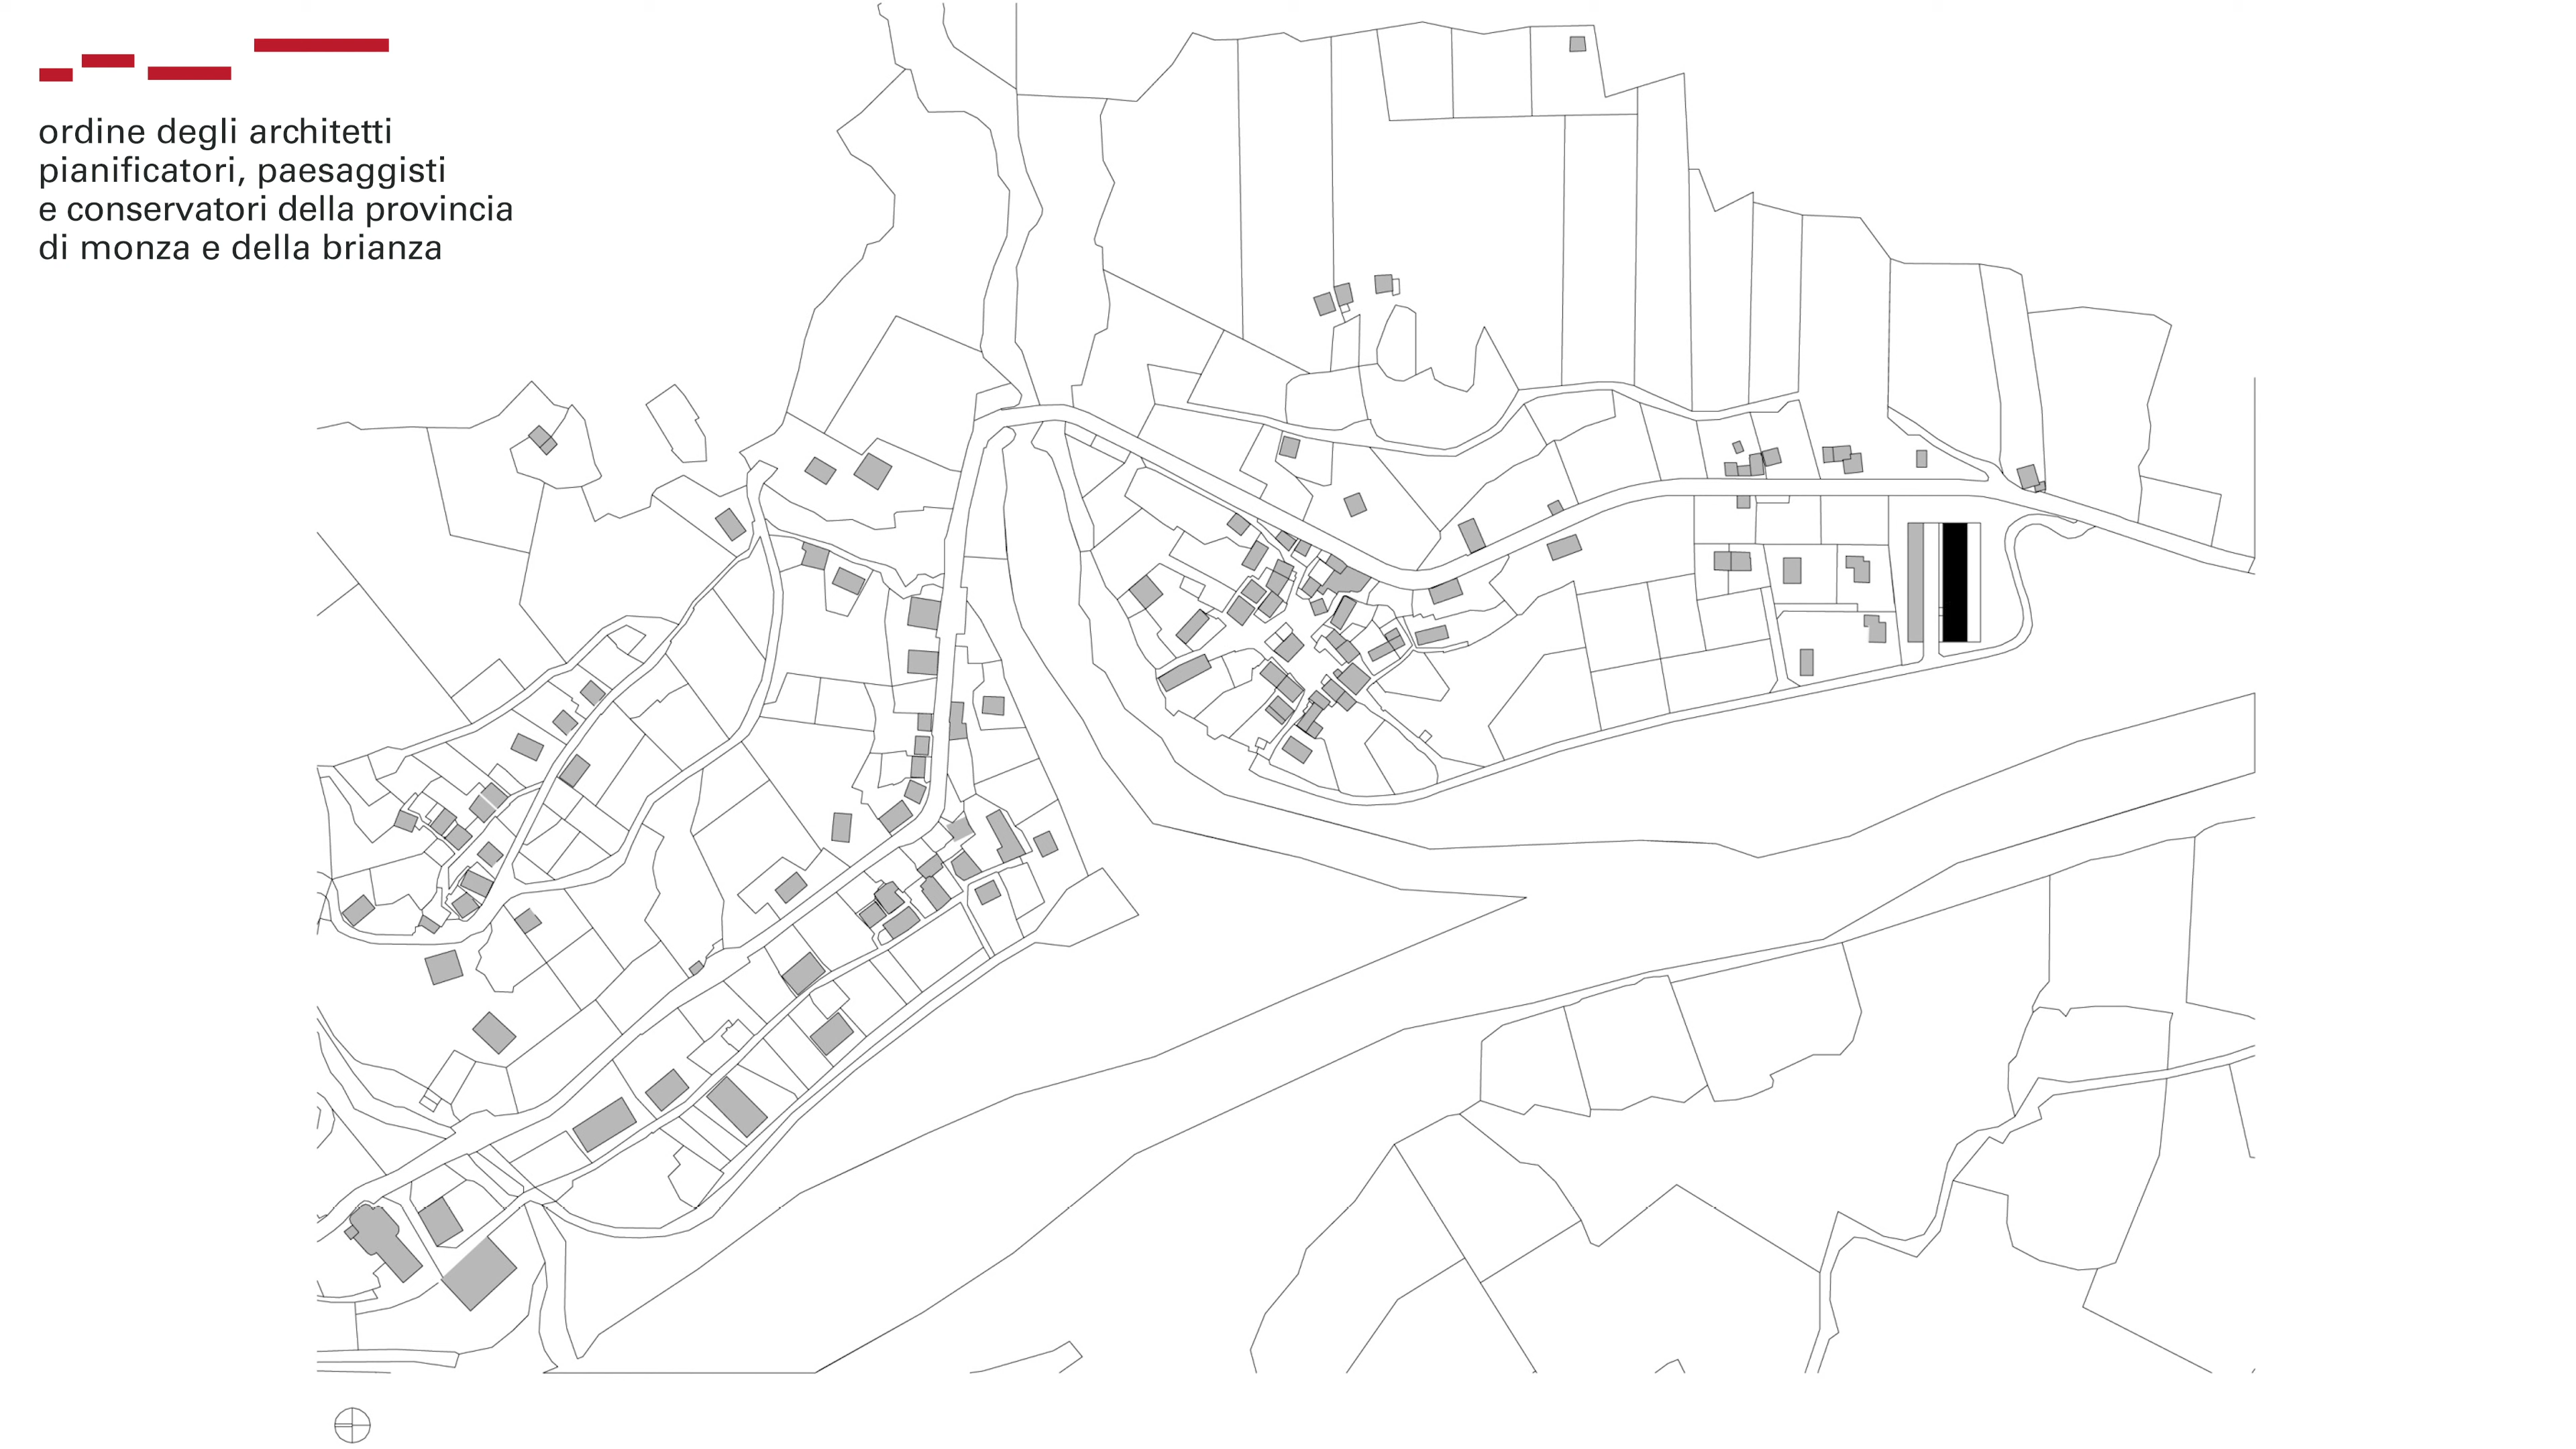 ordine degli architetti
pianificatori, paesaggisti
e conservatori della provincia
di monza e della brianza